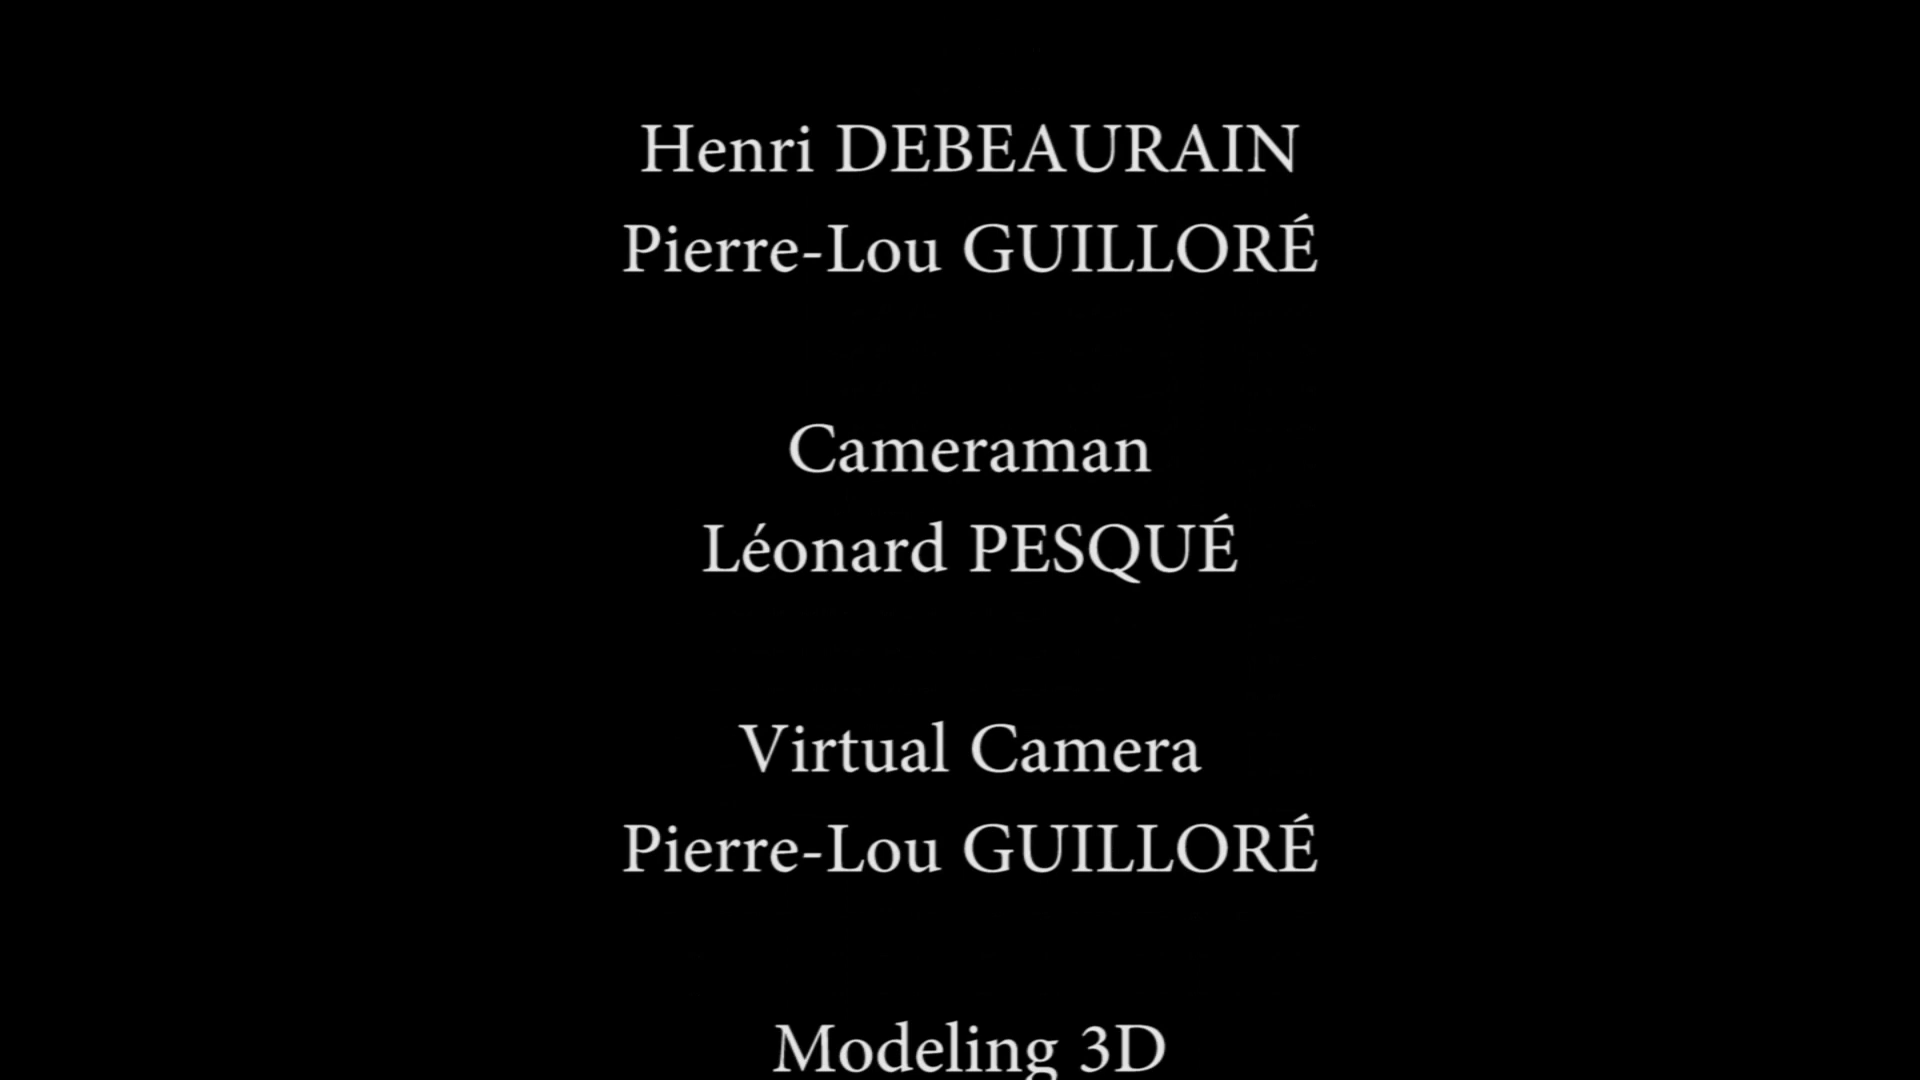 Henri DEBEAURAIN
Pierre-Lou GUILLORÉ
Cameraman
Léonard PESQUÉ
Virtual Camera
Pierre-Lou GUILLORÉ
Modeling 3D